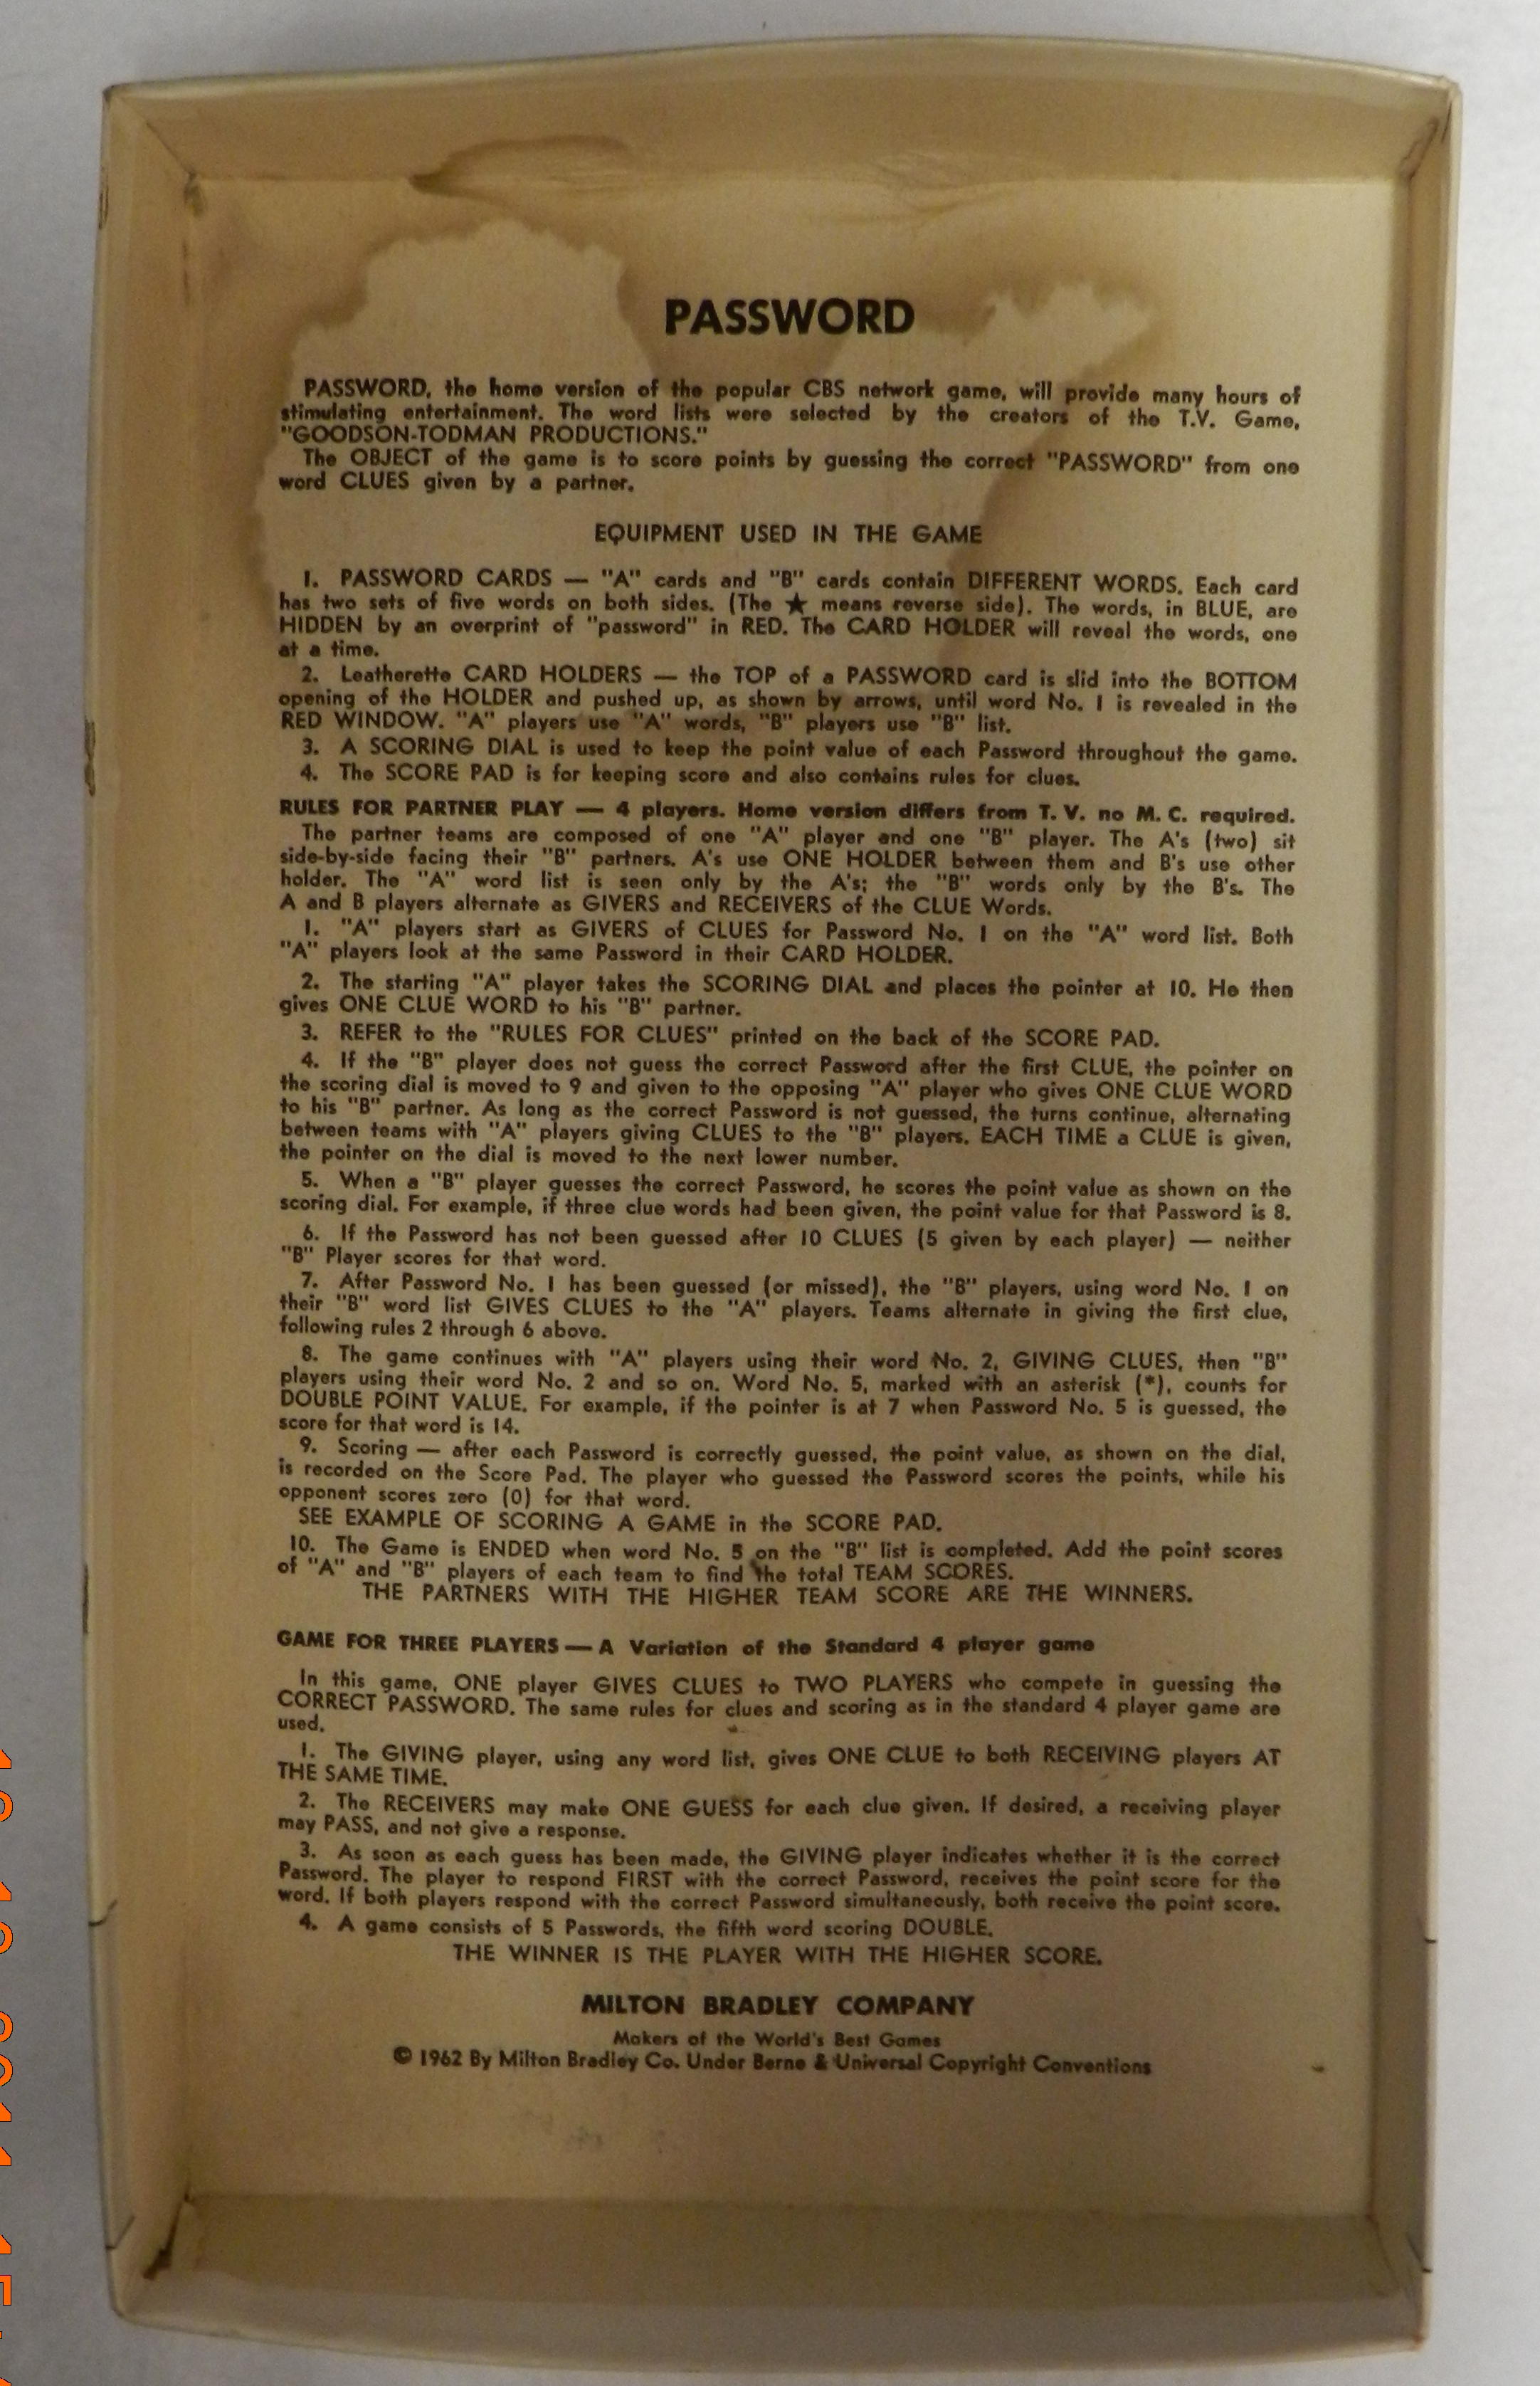 PASSWORD
PASSWORD, the home version of the popular CBS network game, will provide many hours of
stimulating entertainment. The word lists were selected by the creators of the T.V. Game,
"GOODSON-TODMAN PRODUCTIONS."
The OBJECT of the game is to score points by guessing the correct "PASSWORD" from one
word CLUES given by a partner.
EQUIPMENT USED IN THE GAME
1. PASSWORD CARDS — "A" cards and "B" cards contain DIFFERENT WORDS. Each card
has two sets of five words on both sides. (The ★ means reverse side). The words, in BLUE, are
HIDDEN by an overprint of "password" in RED. The CARD HOLDER will reveal the words, one
at a time.
2. Leatherette CARD HOLDERS — the TOP of a PASSWORD card is slid into the BOTTOM
opening of the HOLDER and pushed up, as shown by arrows, until word No. 1 is revealed in the
RED WINDOW. "A" players use "A" words, "B" players use "B" list.
3. A SCORING DIAL is used to keep the point value of each Password throughout the game.
4. The SCORE PAD is for keeping score and also contains rules for clues.
RULES FOR PARTNER PLAY — 4 players. Home version differs from T. V. no M. C. required.
The partner teams are composed of one "A" player and one "B" player. The A's (two) sit
side-by-side facing their "B" partners. A's use ONE HOLDER between them and B's use other
holder. The "A" word list is seen only by the A's; the "B" words only by the B's. The
A and B players alternate as GIVERS and RECEIVERS of the CLUE Words.
1. "A" players start as GIVERS of CLUES for Password No. 1 on the "A" word list. Both
"A" players look at the same Password in their CARD HOLDER.
2. The starting "A" player takes the SCORING DIAL and places the pointer at 10. He then
gives ONE CLUE WORD to his "B" partner.
3. REFER to the "RULES FOR CLUES" printed on the back of the SCORE PAD.
4. If the "B" player does not guess the correct Password after the first CLUE, the pointer on
the scoring dial is moved to 9 and given to the opposing "A" player who gives ONE CLUE WORD
to his "B" partner. As long as the correct Password is not guessed, the turns continue, alternating
between teams with "A" players giving CLUES to the "B" players. EACH TIME a CLUE is given,
the pointer on the dial is moved to the next lower number.
5. When a "B" player guesses the correct Password, he scores the point value as shown on the
scoring dial. For example, if three clue words had been given, the point value for that Password is 8.
6. If the Password has not been guessed after 10 CLUES (5 given by each player) — neither
"B" Player scores for that word.
7. After Password No. 1 has been guessed (or missed), the "B" players, using word No. 1 on
their "B" word list GIVES CLUES to the "A" players. Teams alternate in giving the first clue,
following rules 2 through 6 above.
8. The game continues with "A" players using their word No. 2, GIVING CLUES, then "B"
players using their word No. 2 and so on. Word No. 5, marked with an asterisk (*), counts for
DOUBLE POINT VALUE. For example, if the pointer is at 7 when Password No. 5 is guessed, the
score for that word is 14.
9. Scoring — after each Password is correctly guessed, the point value, as shown on the dial,
is recorded on the Score Pad. The player who guessed the Password scores the points, while his
opponent scores zero (0) for that word.
SEE EXAMPLE OF SCORING A GAME in the SCORE PAD.
10. The Game is ENDED when word No. 5 on the "B" list is completed. Add the point scores
of "A" and "B" players of each team to find the total TEAM SCORES.
THE PARTNERS WITH THE HIGHER TEAM SCORE ARE THE WINNERS.
GAME FOR THREE PLAYERS — A Variation of the Standard 4 player game
In this game, ONE player GIVES CLUES to TWO PLAYERS who compete in guessing the
CORRECT PASSWORD. The same rules for clues and scoring as in the standard 4 player game are
used.
1. The GIVING player, using any word list, gives ONE CLUE to both RECEIVING players AT
THE SAME TIME.
2. The RECEIVERS may make ONE GUESS for each clue given. If desired, a receiving player
may PASS, and not give a response.
3. As soon as each guess has been made, the GIVING player indicates whether it is the correct
Password. The player to respond FIRST with the correct Password, receives the point score for the
word. If both players respond with the correct Password simultaneously, both receive the point score.
4. A game consists of 5 Passwords, the fifth word scoring DOUBLE.
THE WINNER IS THE PLAYER WITH THE HIGHER SCORE.
MILTON BRADLEY COMPANY
Makers of the World's Best Games
© 1962 By Milton Bradley Co. Under Berne & Universal Copyright Conventions